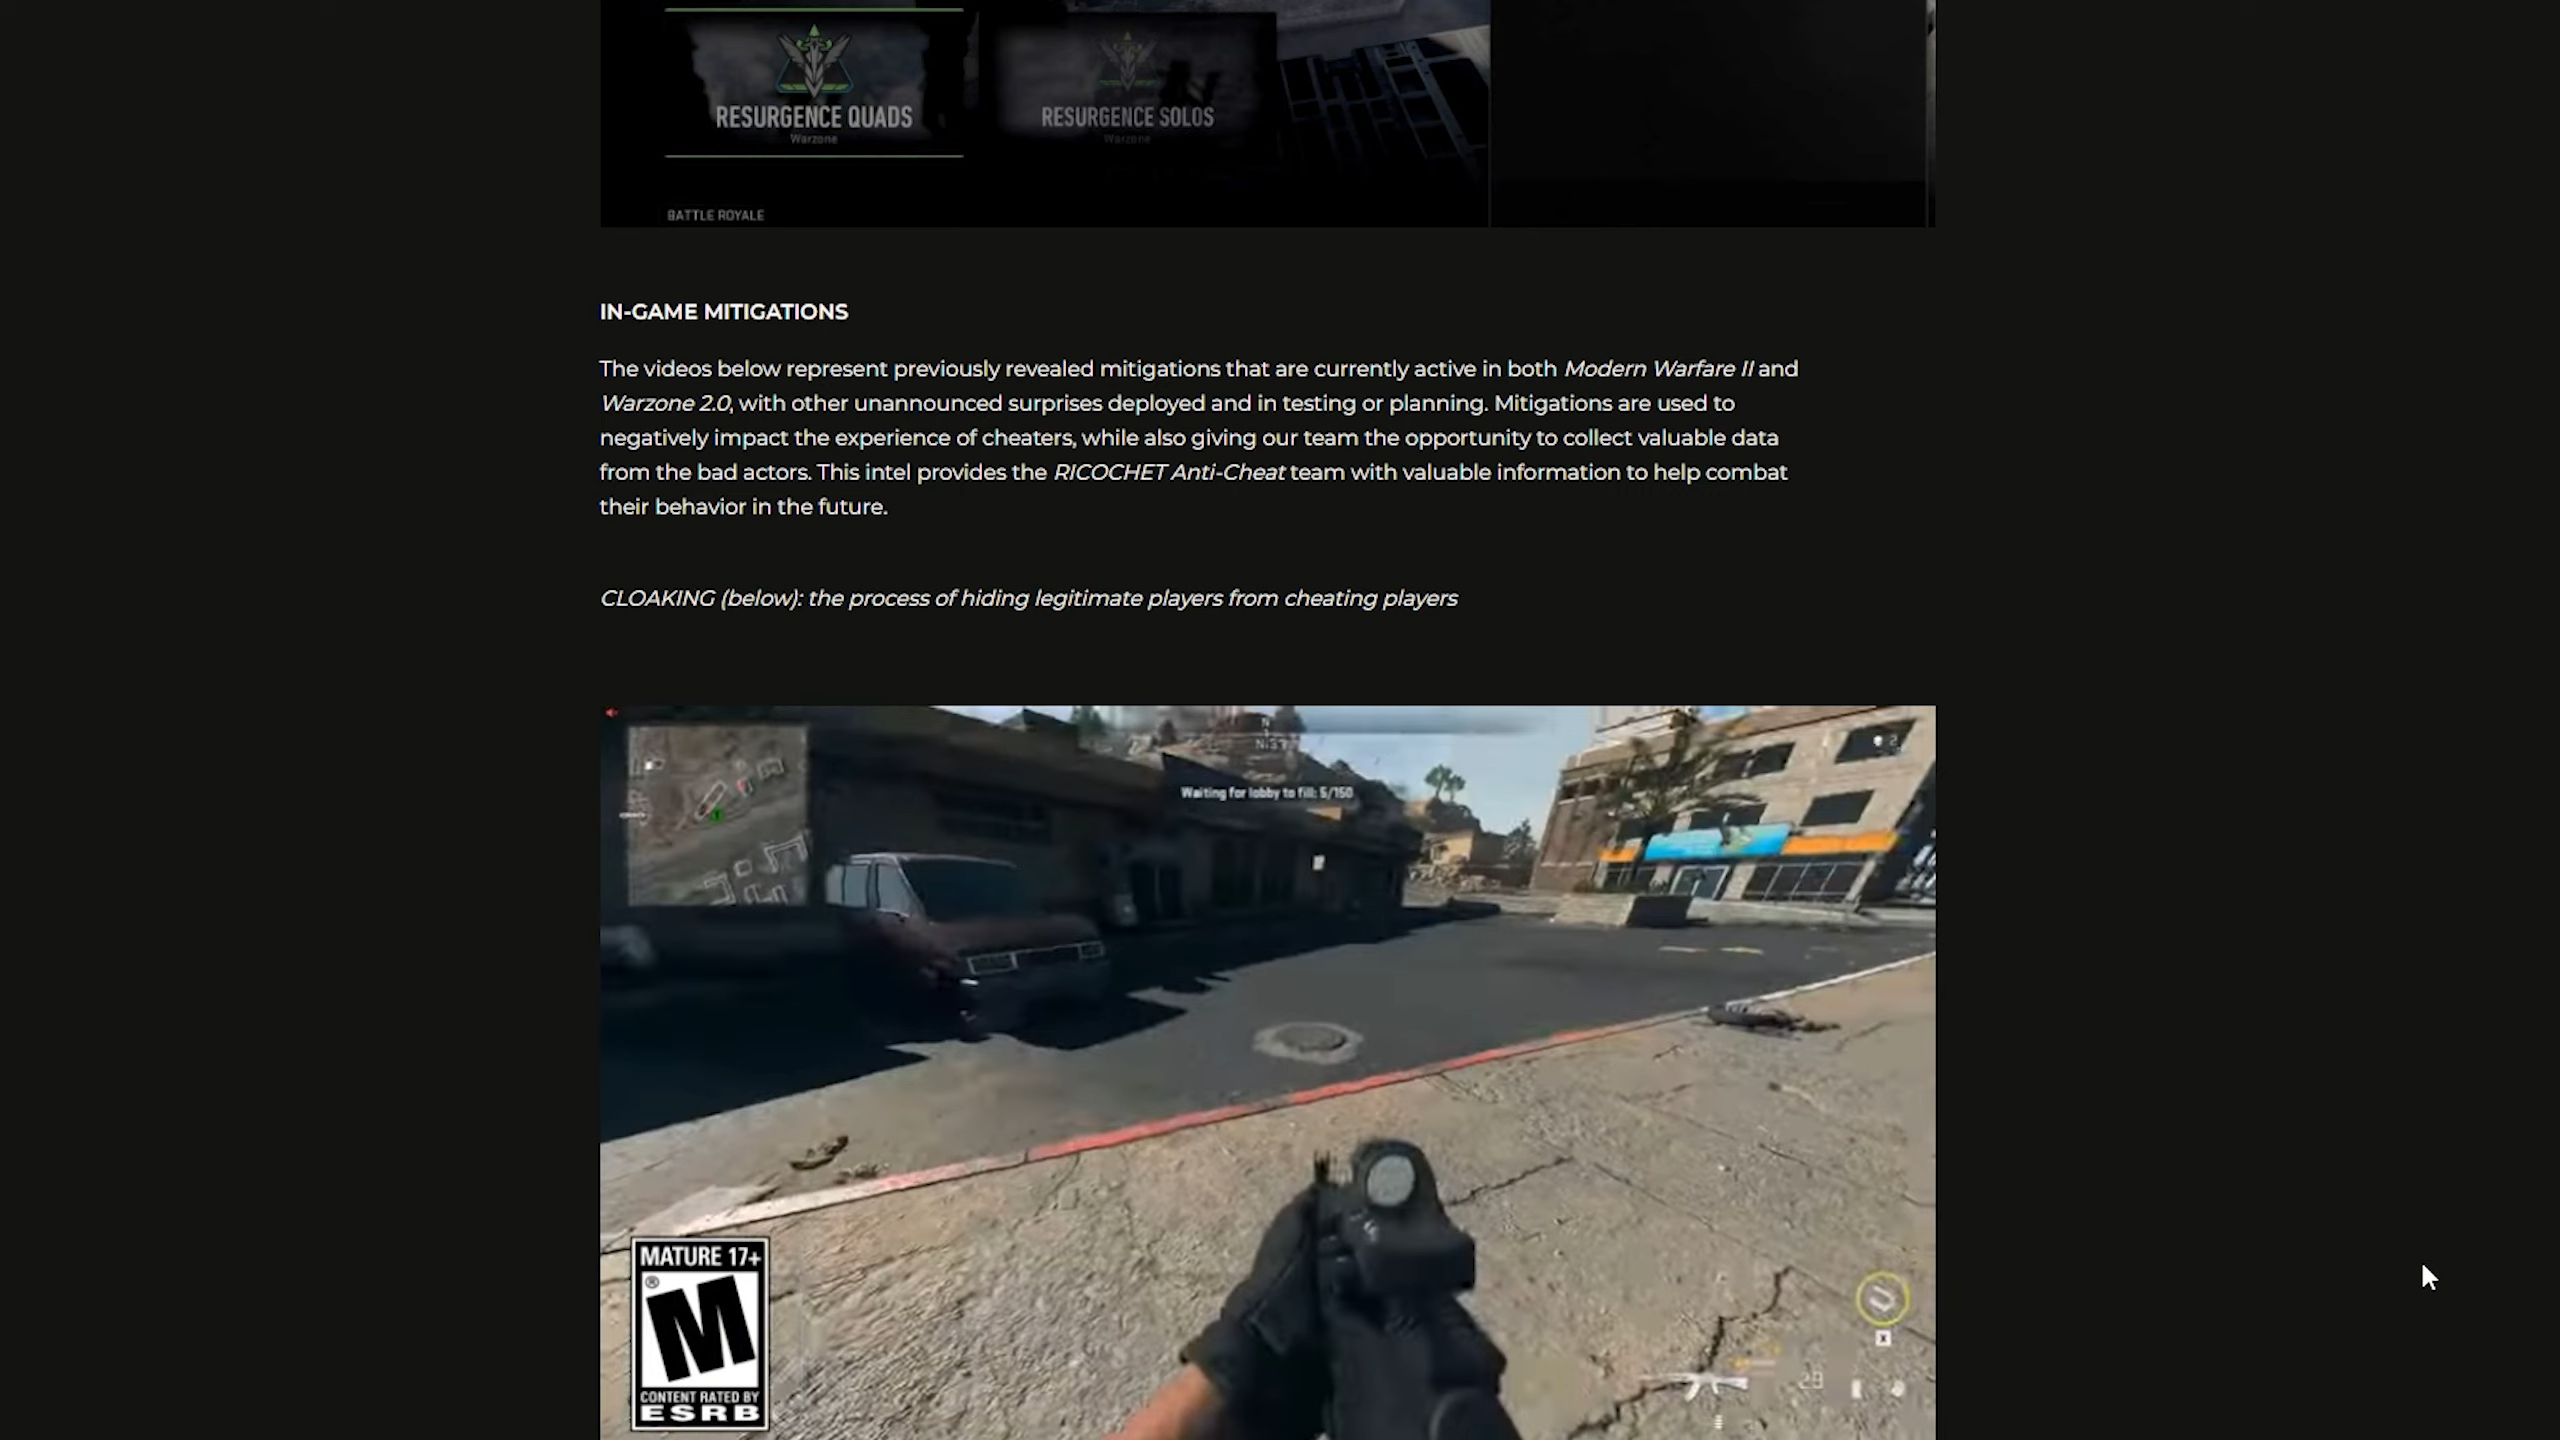 RESURGENCE QUADS
Warzone
RESURGENCE SOLOS
Warzone
BATTLE ROYALE
IN-GAME MITIGATIONS
The videos below represent previously revealed mitigations that are currently active in both Modern Warfare II and
Warzone 2.0, with other unannounced surprises deployed and in testing or planning. Mitigations are used to
negatively impact the experience of cheaters, while also giving our team the opportunity to collect valuable data
from the bad actors. This intel provides the RICOCHET Anti-Cheat team with valuable information to help combat
their behavior in the future.
CLOAKING (below): the process of hiding legitimate players from cheating players
N
Waiting for lobby to fill: 5/150
2
X
28
MATURE 17+
M
®
CONTENT RATED BY
ESRB